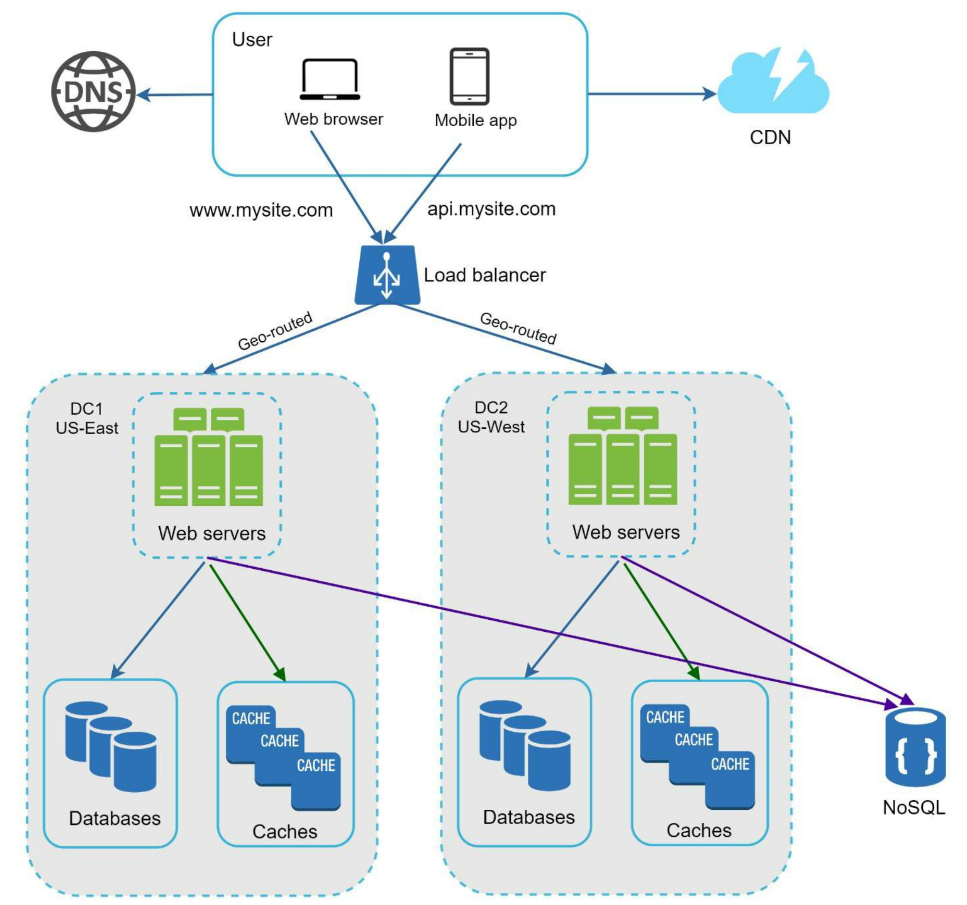 User
DNS
Web browser
Mobile app
CDN
www.mysite.com
api.mysite.com
Load balancer
Geo-routed
Geo-routed
DC1
US-East
Web servers
DC2
US-West
Web servers
Databases
CACHE
CACHE
CACHE
Caches
Databases
CACHE
CACHE
CACHE
Caches
{ }
NoSQL